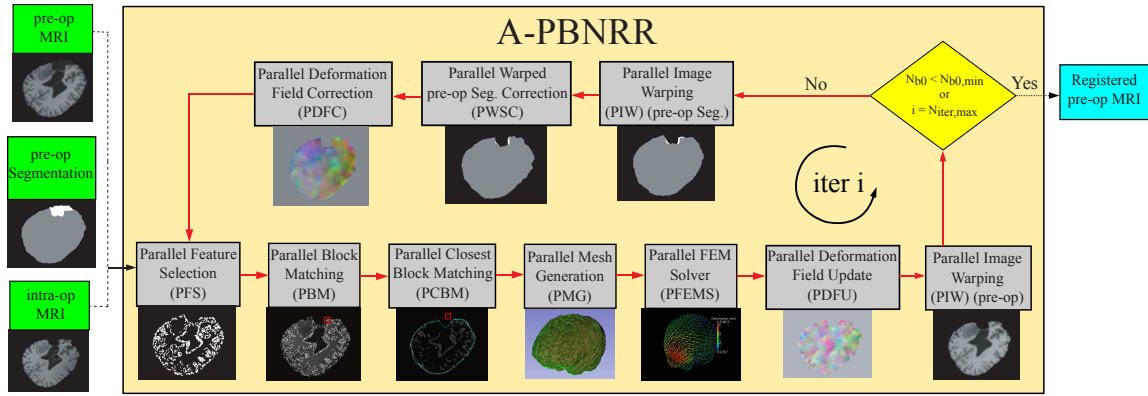 A-PBNRR
pre-op
MRI
pre-op
Segmentation
intra-op
MRI
Parallel Deformation
Field Correction
(PDFC)
Parallel Warped
pre-op Seg. Correction
(PWSC)
Parallel Image
Warping
(PIW) (pre-op Seg.)
No
Nb0 < Nb0,min
or
i = Niter,max
Yes
Registered
pre-op MRI
iter i
Parallel Feature
Selection
(PFS)
Parallel Block
Matching
(PBM)
Parallel Closest
Block Matching
(PCBM)
Parallel Mesh
Generation
(PMG)
Parallel FEM
Solver
(PFEMS)
Parallel Deformation
Field Update
(PDFU)
Parallel Image
Warping
(PIW) (pre-op)